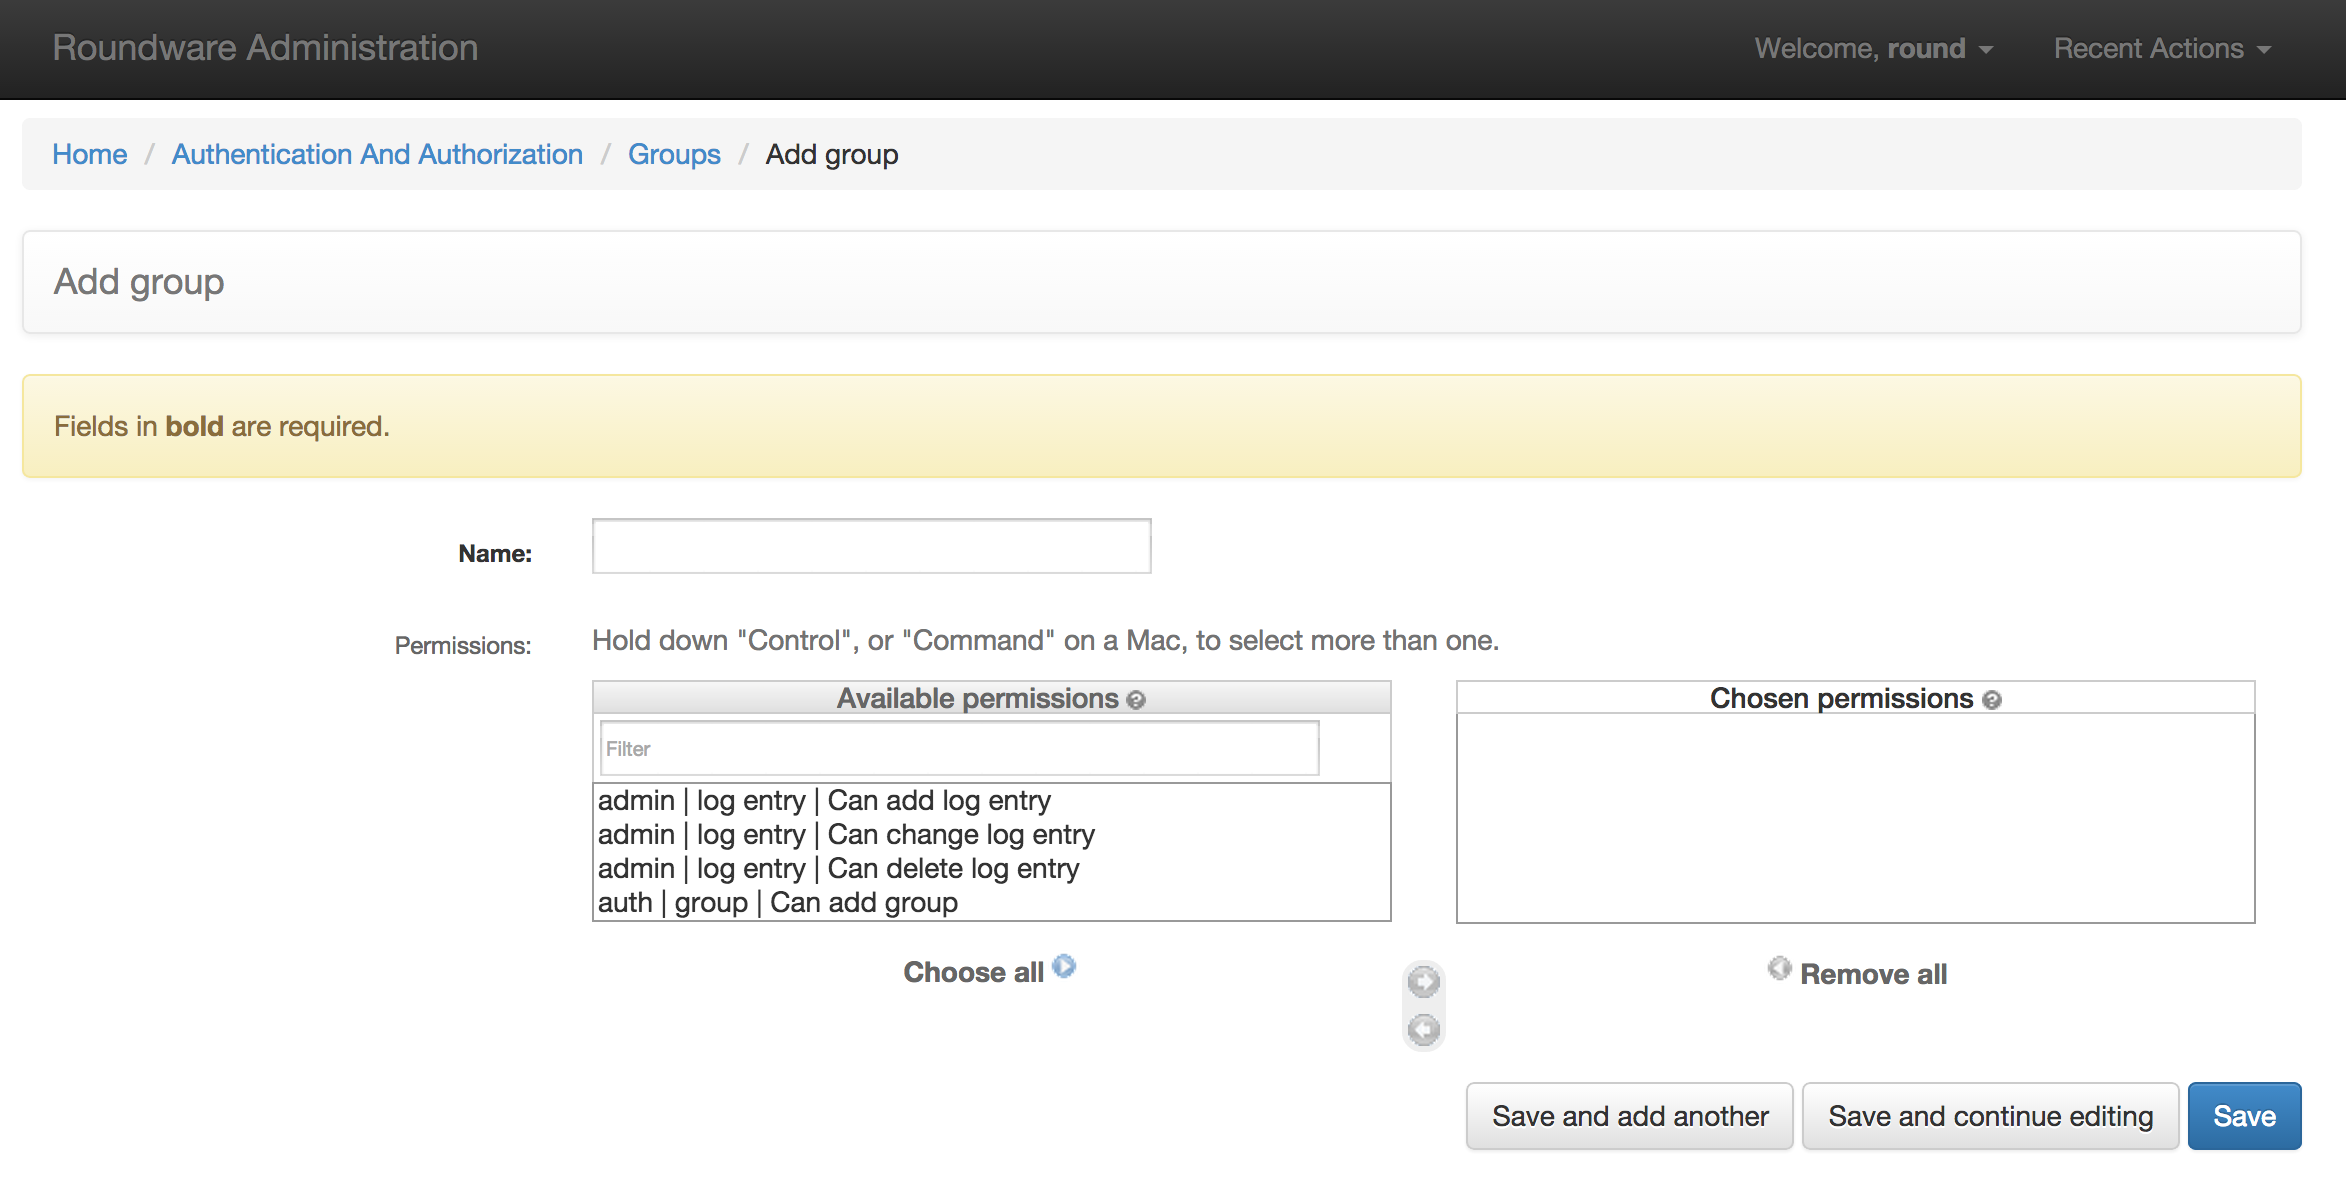 Roundware Administration
Welcome, round
Recent Actions
Home / Authentication And Authorization / Groups / Add group
Add group
Fields in bold are required.
Name:
Permissions:
Hold down "Control", or "Command" on a Mac, to select more than one.
Available permissions ?
Filter
admin | log entry | Can add log entry
admin | log entry | Can change log entry
admin | log entry | Can delete log entry
auth | group | Can add group
Choose all
Chosen permissions ?
Remove all
Save and add another
Save and continue editing
Save